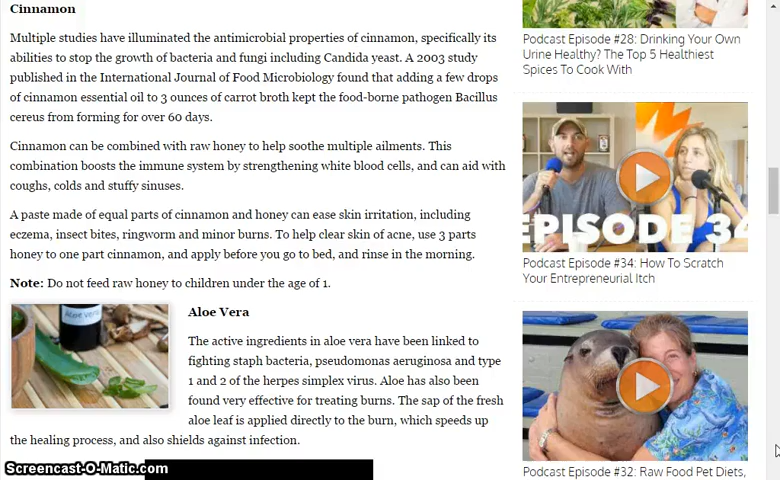 Cinnamon
Multiple studies have illuminated the antimicrobial properties of cinnamon, specifically its
abilities to stop the growth of bacteria and fungi including Candida yeast. A 2003 study
published in the International Journal of Food Microbiology found that adding a few drops
of cinnamon essential oil to 3 ounces of carrot broth kept the food-borne pathogen Bacillus
cereus from forming for over 60 days.
Cinnamon can be combined with raw honey to help soothe multiple ailments. This
combination boosts the immune system by strengthening white blood cells, and can aid with
coughs, colds and stuffy sinuses.
A paste made of equal parts of cinnamon and honey can ease skin irritation, including
eczema, insect bites, ringworm and minor burns. To help clear skin of acne, use 3 parts
honey to one part cinnamon, and apply before you go to bed, and rinse in the morning.
Note: Do not feed raw honey to children under the age of 1.
Aloe Vera
Aloe Vera
The active ingredients in aloe vera have been linked to
fighting staph bacteria, pseudomonas aeruginosa and type
1 and 2 of the herpes simplex virus. Aloe has also been
found very effective for treating burns. The sap of the fresh
aloe leaf is applied directly to the burn, which speeds up
the healing process, and also shields against infection.
Screencast-O-Matic.com
Podcast Episode #28: Drinking Your Own
Urine Healthy? The Top 5 Healthiest
Spices To Cook With
EPISODE 34
Podcast Episode #34: How To Scratch
Your Entrepreneurial Itch
Podcast Episode #32: Raw Food Pet Diets,